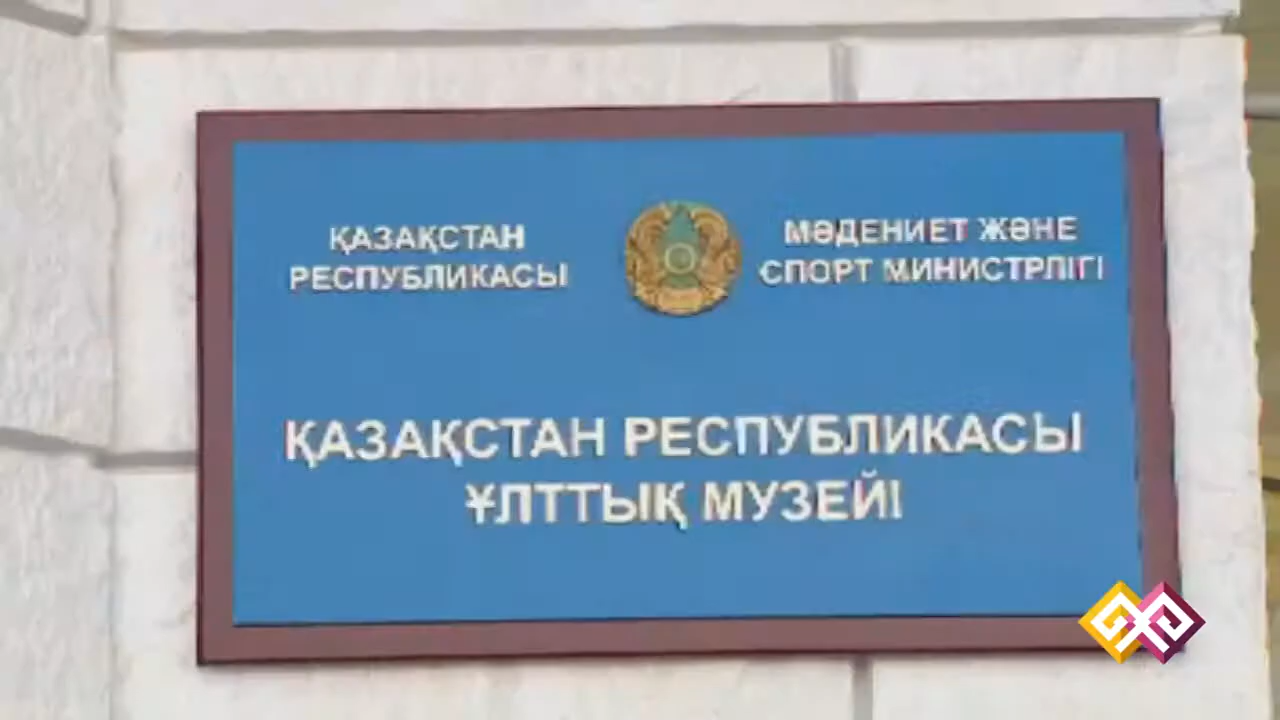 ҚАЗАҚСТАН
РЕСПУБЛИКАСЫ
МӘДЕНИЕТ ЖӘНЕ
СПОРТ МИНИСТРЛІГІ
ҚАЗАҚСТАН РЕСПУБЛИКАСЫ
ҰЛТТЫҚ МУЗЕЙІ